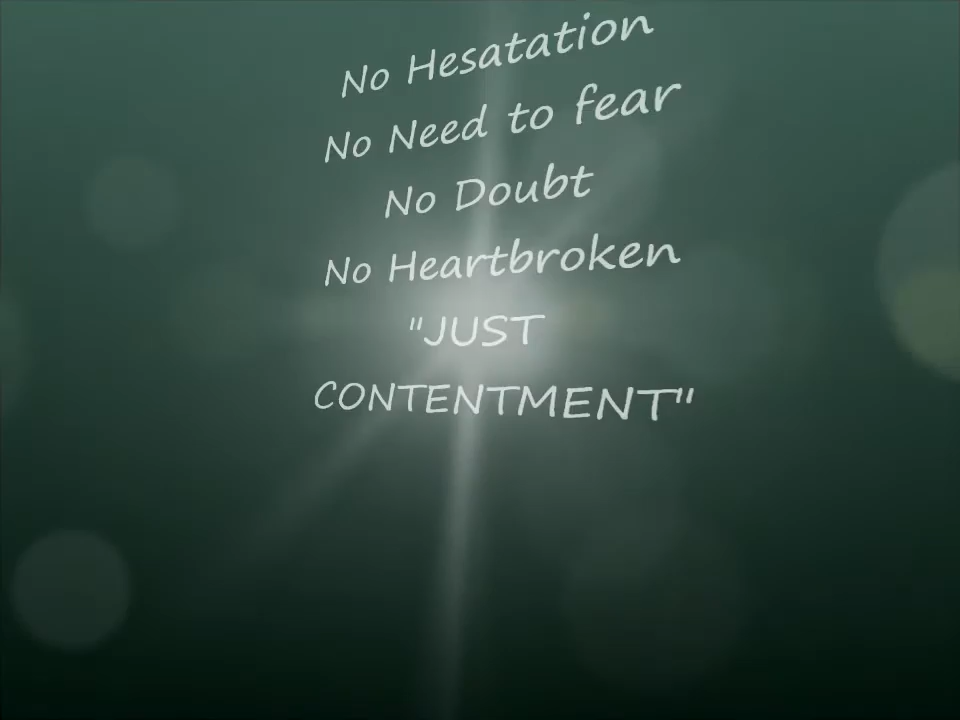 No Hesatation
No Need to fear
No Doubt
No Heartbroken
"JUST
CONTENTMENT"